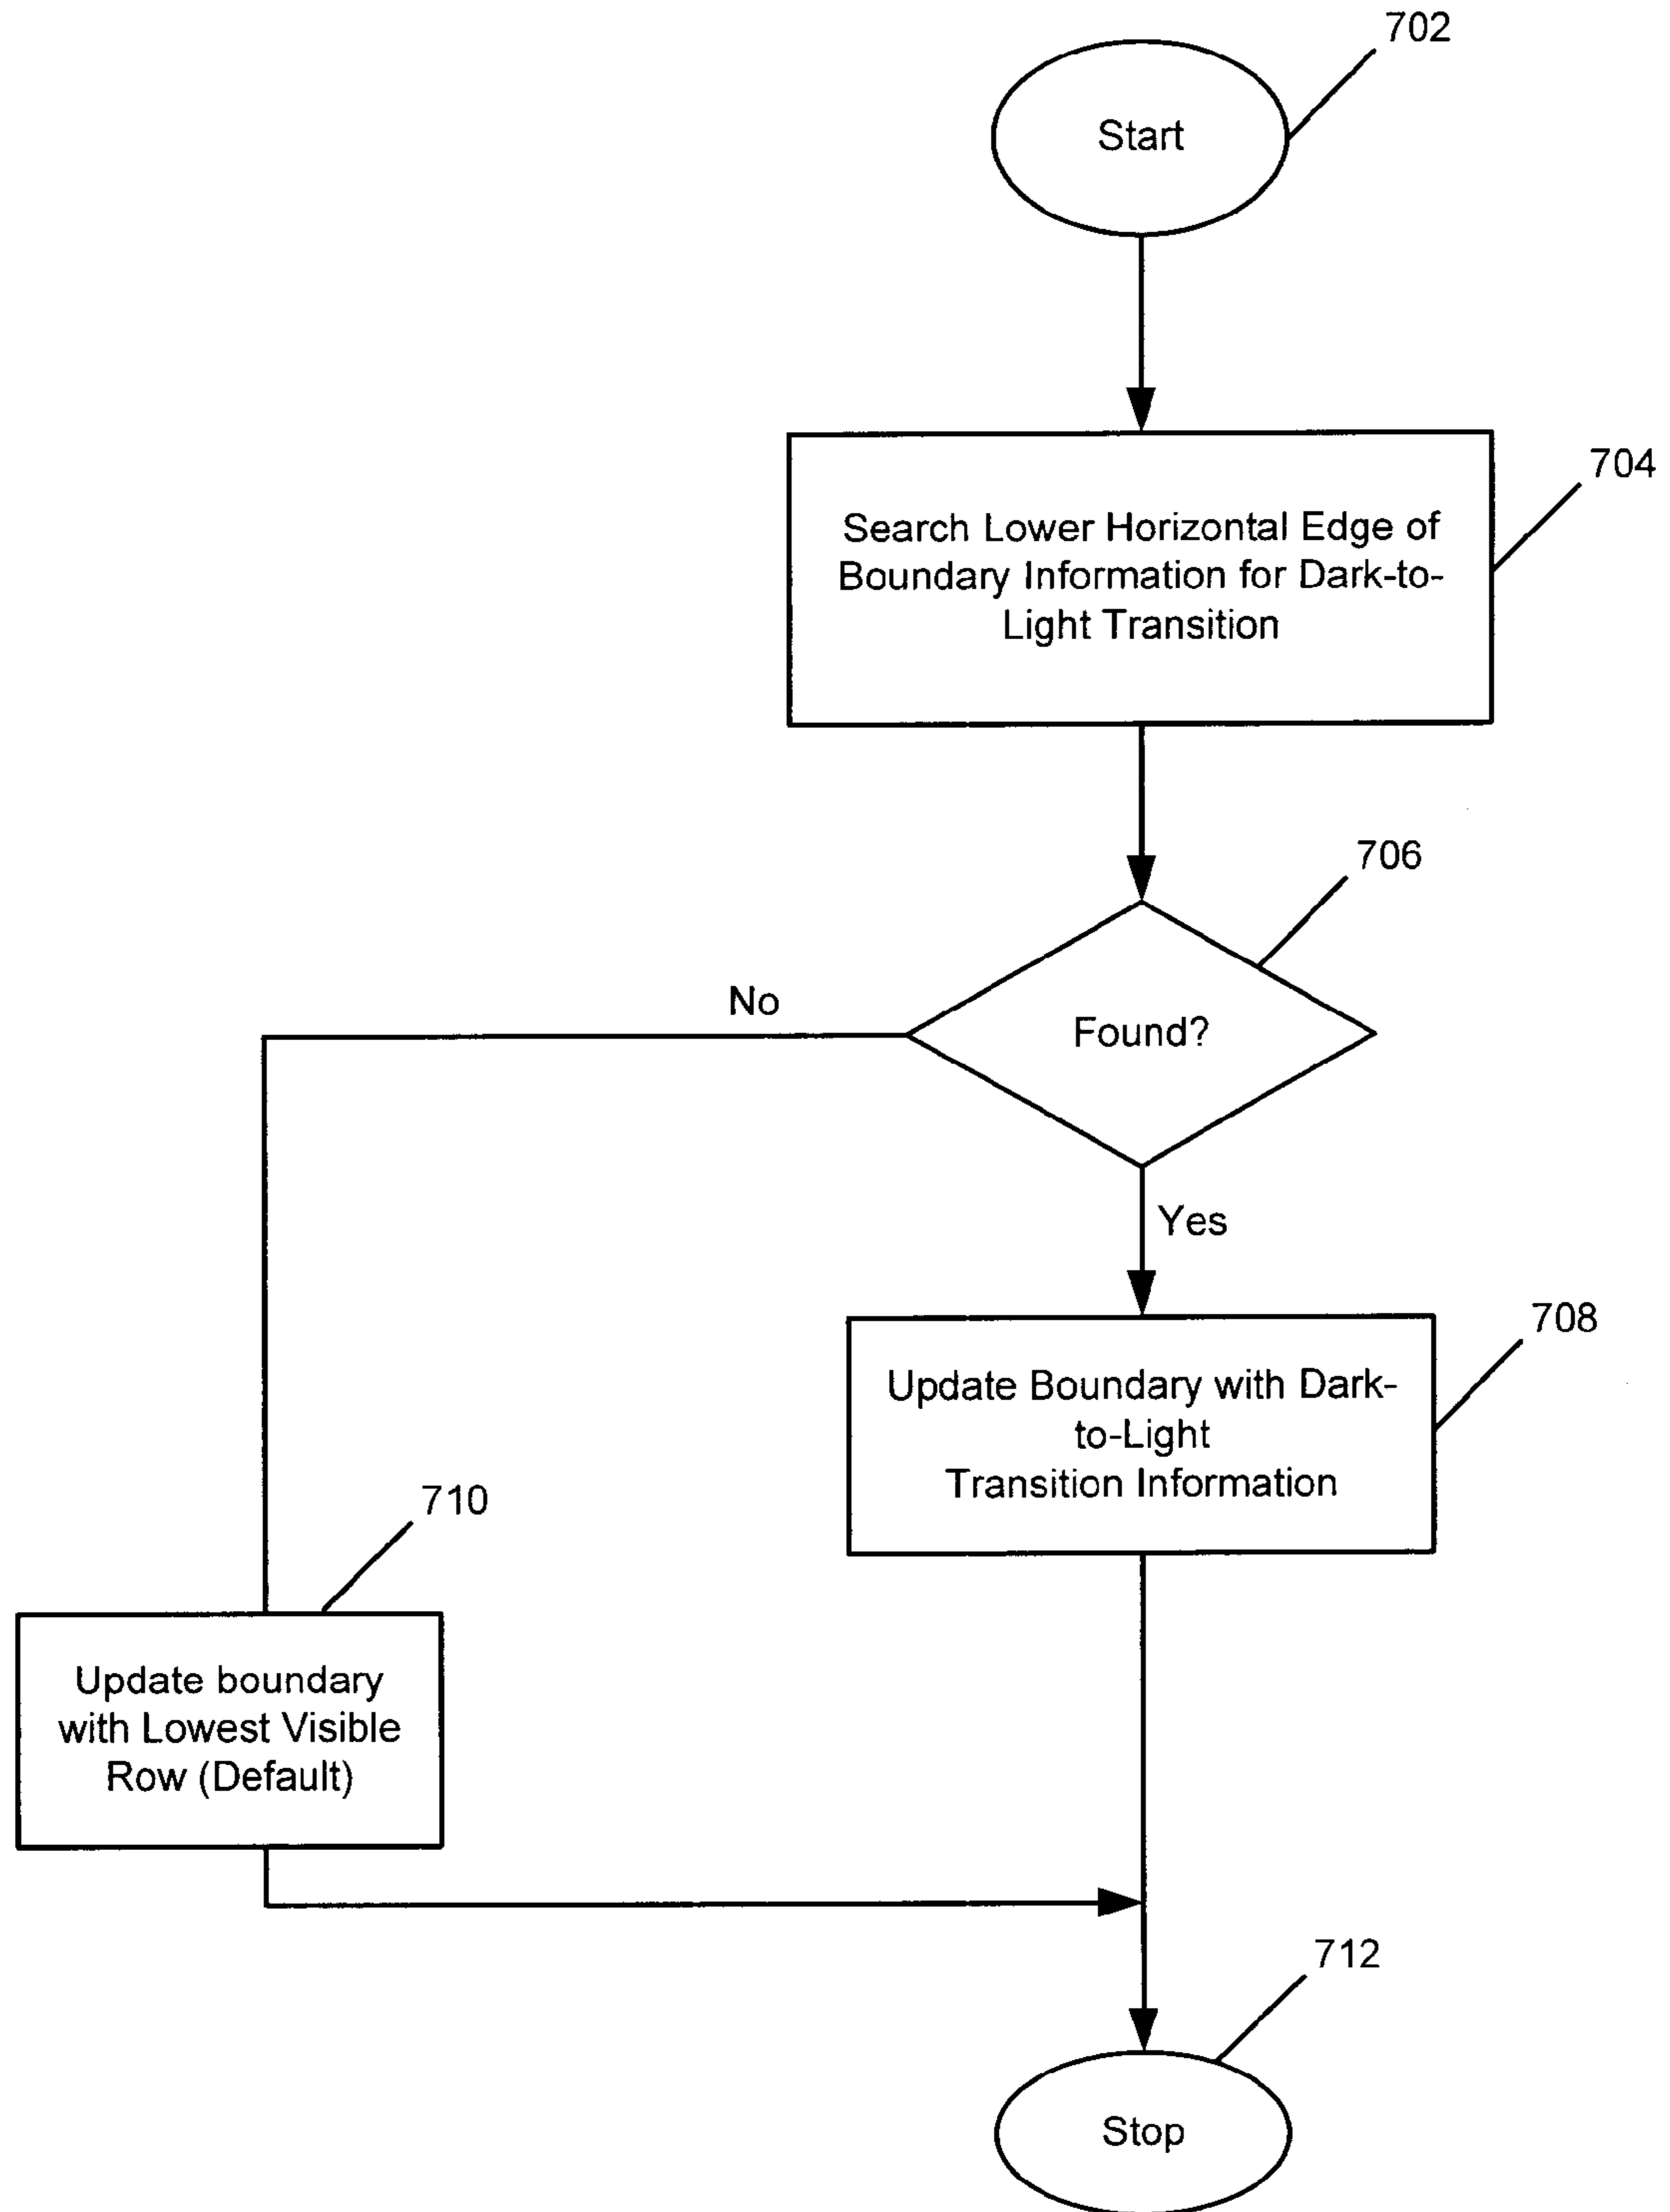 702
Start
704
Search Lower Horizontal Edge of
Boundary Information for Dark-to-
Light Transition
706
No
Found?
Yes
708
Update Boundary with Dark-
to-Light
Transition Information
710
Update boundary
with Lowest Visible
Row (Default)
712
Stop